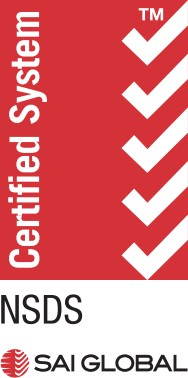 Certified System
TM
NSDS
SAI GLOBAL